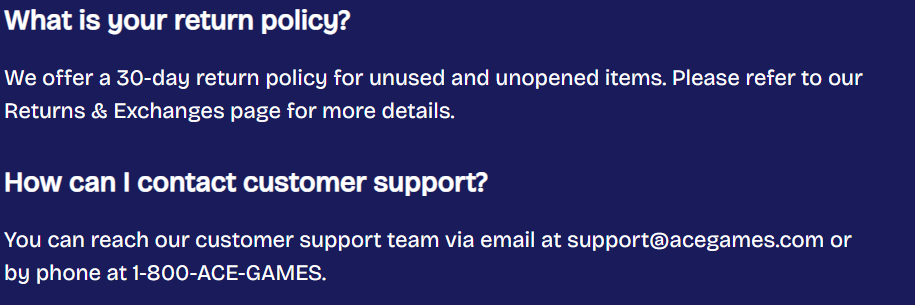 What is your return policy?
We offer a 30-day return policy for unused and unopened items. Please refer to our
Returns & Exchanges page for more details.
How can I contact customer support?
You can reach our customer support team via email at support@acegames.com or
by phone at 1-800-ACE-GAMES.